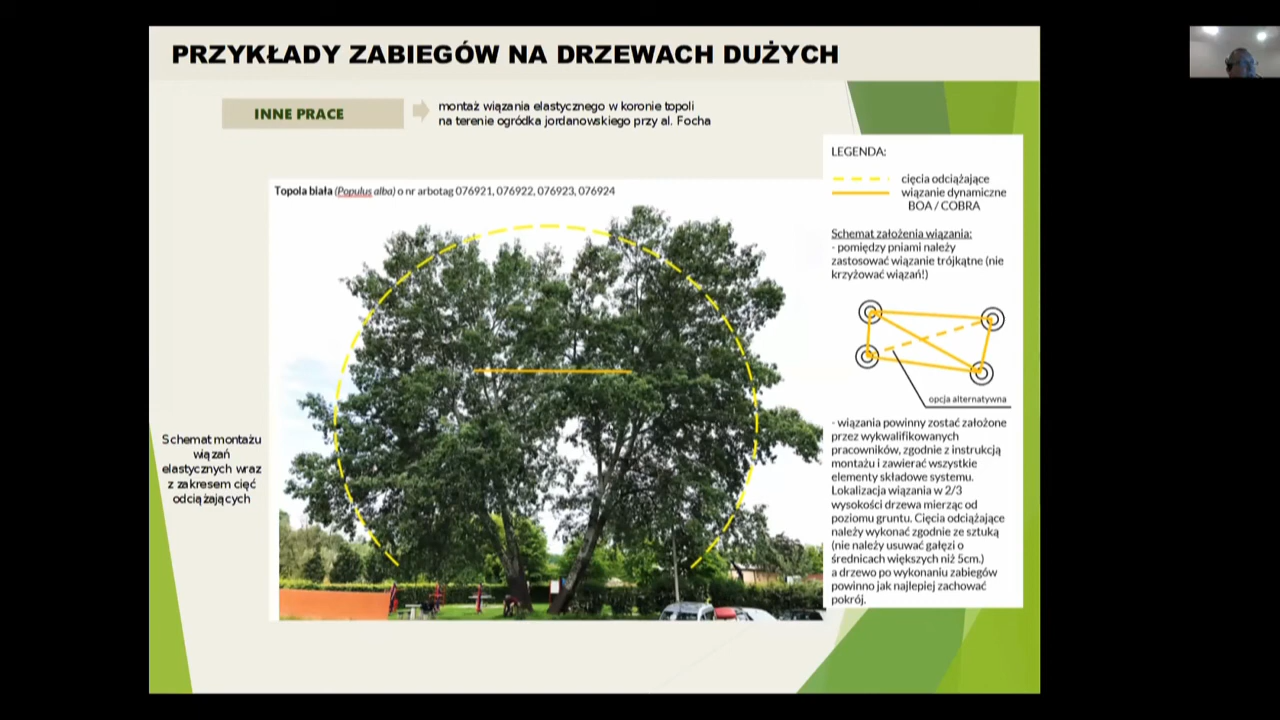 PRZYKŁADY ZABIEGÓW NA DRZEWACH DUŻYCH
INNE PRACE
montaż wiązania elastycznego w koronie topoli
na terenie ogródka jordanowskiego przy al. Focha
Topola biała (Populus alba) o nr arbotag 076921, 076922, 076923, 076924
Schemat montażu
wiązań
elastycznych wraz
z zakresem cięć
odciążających
LEGENDA:
cięcia odciążające
wiązanie dynamiczne
BOA / COBRA
Schemat założenia wiązania:
- pomiędzy pniami należy
zastosować wiązanie trójkątne (nie
krzyżować wiązań!)
opcja alternatywna
- wiązania powinny zostać założone
przez wykwalifikowanych
pracowników, zgodnie z instrukcją
montażu i zawierać wszystkie
elementy składowe systemu.
Lokalizacja wiązania w 2/3
wysokości drzewa mierząc od
poziomu gruntu. Cięcia odciążające
należy wykonać zgodnie ze sztuką
(nie należy usuwać gałęzi o
średnicach większych niż 5cm.)
a drzewo po wykonaniu zabiegów
powinno jak najlepiej zachować
pokrój.